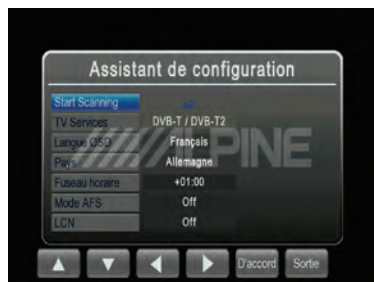 Assistant de configuration
Start Scanning
TV Services DVB-T / DVB-T2
Langue OSD Français
Pays Allemagne
Fuseau horaire +01:00
Mode AFS Off
LCN Off
ALPINE
D'accord Sortie